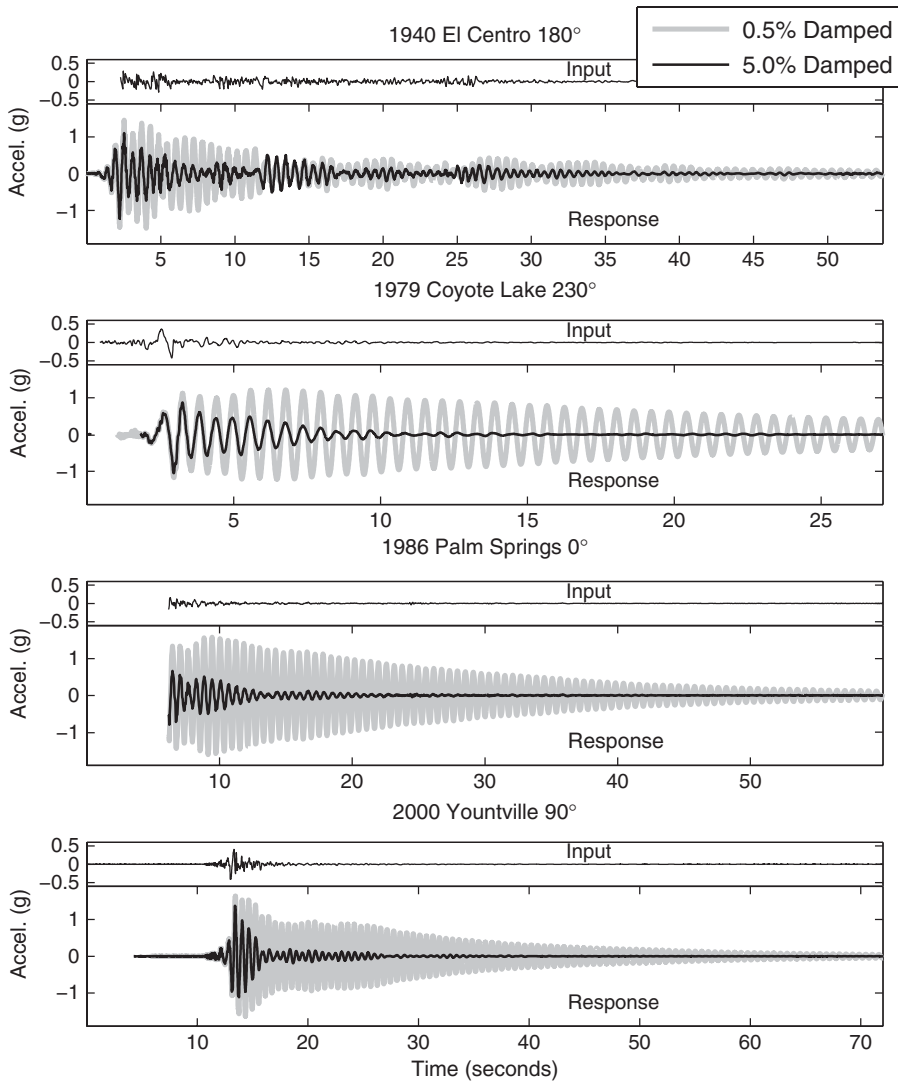 0.5% Damped
5.0% Damped
1940 El Centro 180°
0.5
0
−0.5
Input
Accel. (g)
1
0
−1
Response
5 10 15 20 25 30 35 40 45 50
1979 Coyote Lake 230°
0.5
0
−0.5
Input
Accel. (g)
1
0
−1
Response
5 10 15 20 25
1986 Palm Springs 0°
0.5
0
−0.5
Input
Accel. (g)
1
0
−1
Response
10 20 30 40 50
2000 Yountville 90°
0.5
0
−0.5
Input
Accel. (g)
1
0
−1
Response
10 20 30 40 50 60 70
Time (seconds)